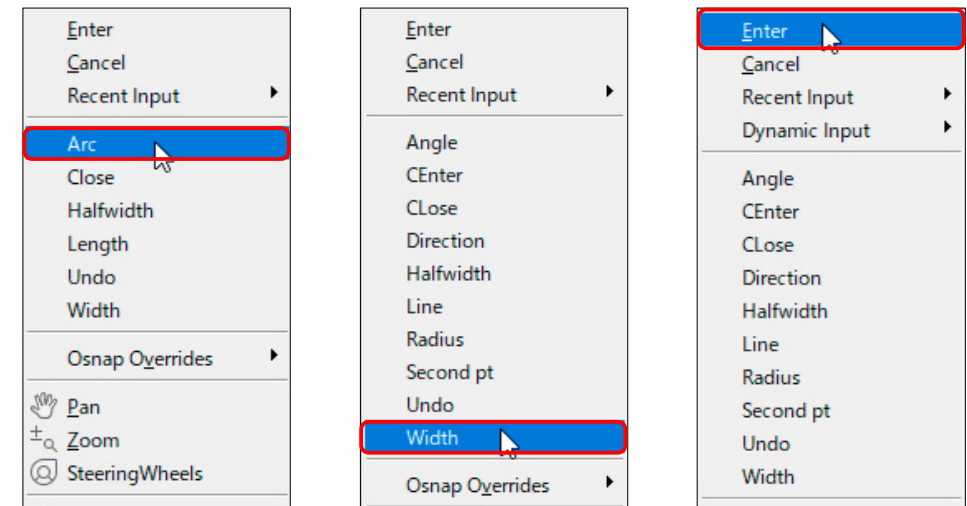 Enter
Cancel
Recent Input
Arc
Close
Halfwidth
Length
Undo
Width
Osnap Overrides
Pan
Zoom
SteeringWheels
Enter
Cancel
Recent Input
Angle
CEnter
CLose
Direction
Halfwidth
Line
Radius
Second pt
Undo
Width
Osnap Overrides
Enter
Cancel
Recent Input
Dynamic Input
Angle
CEnter
CLose
Direction
Halfwidth
Line
Radius
Second pt
Undo
Width